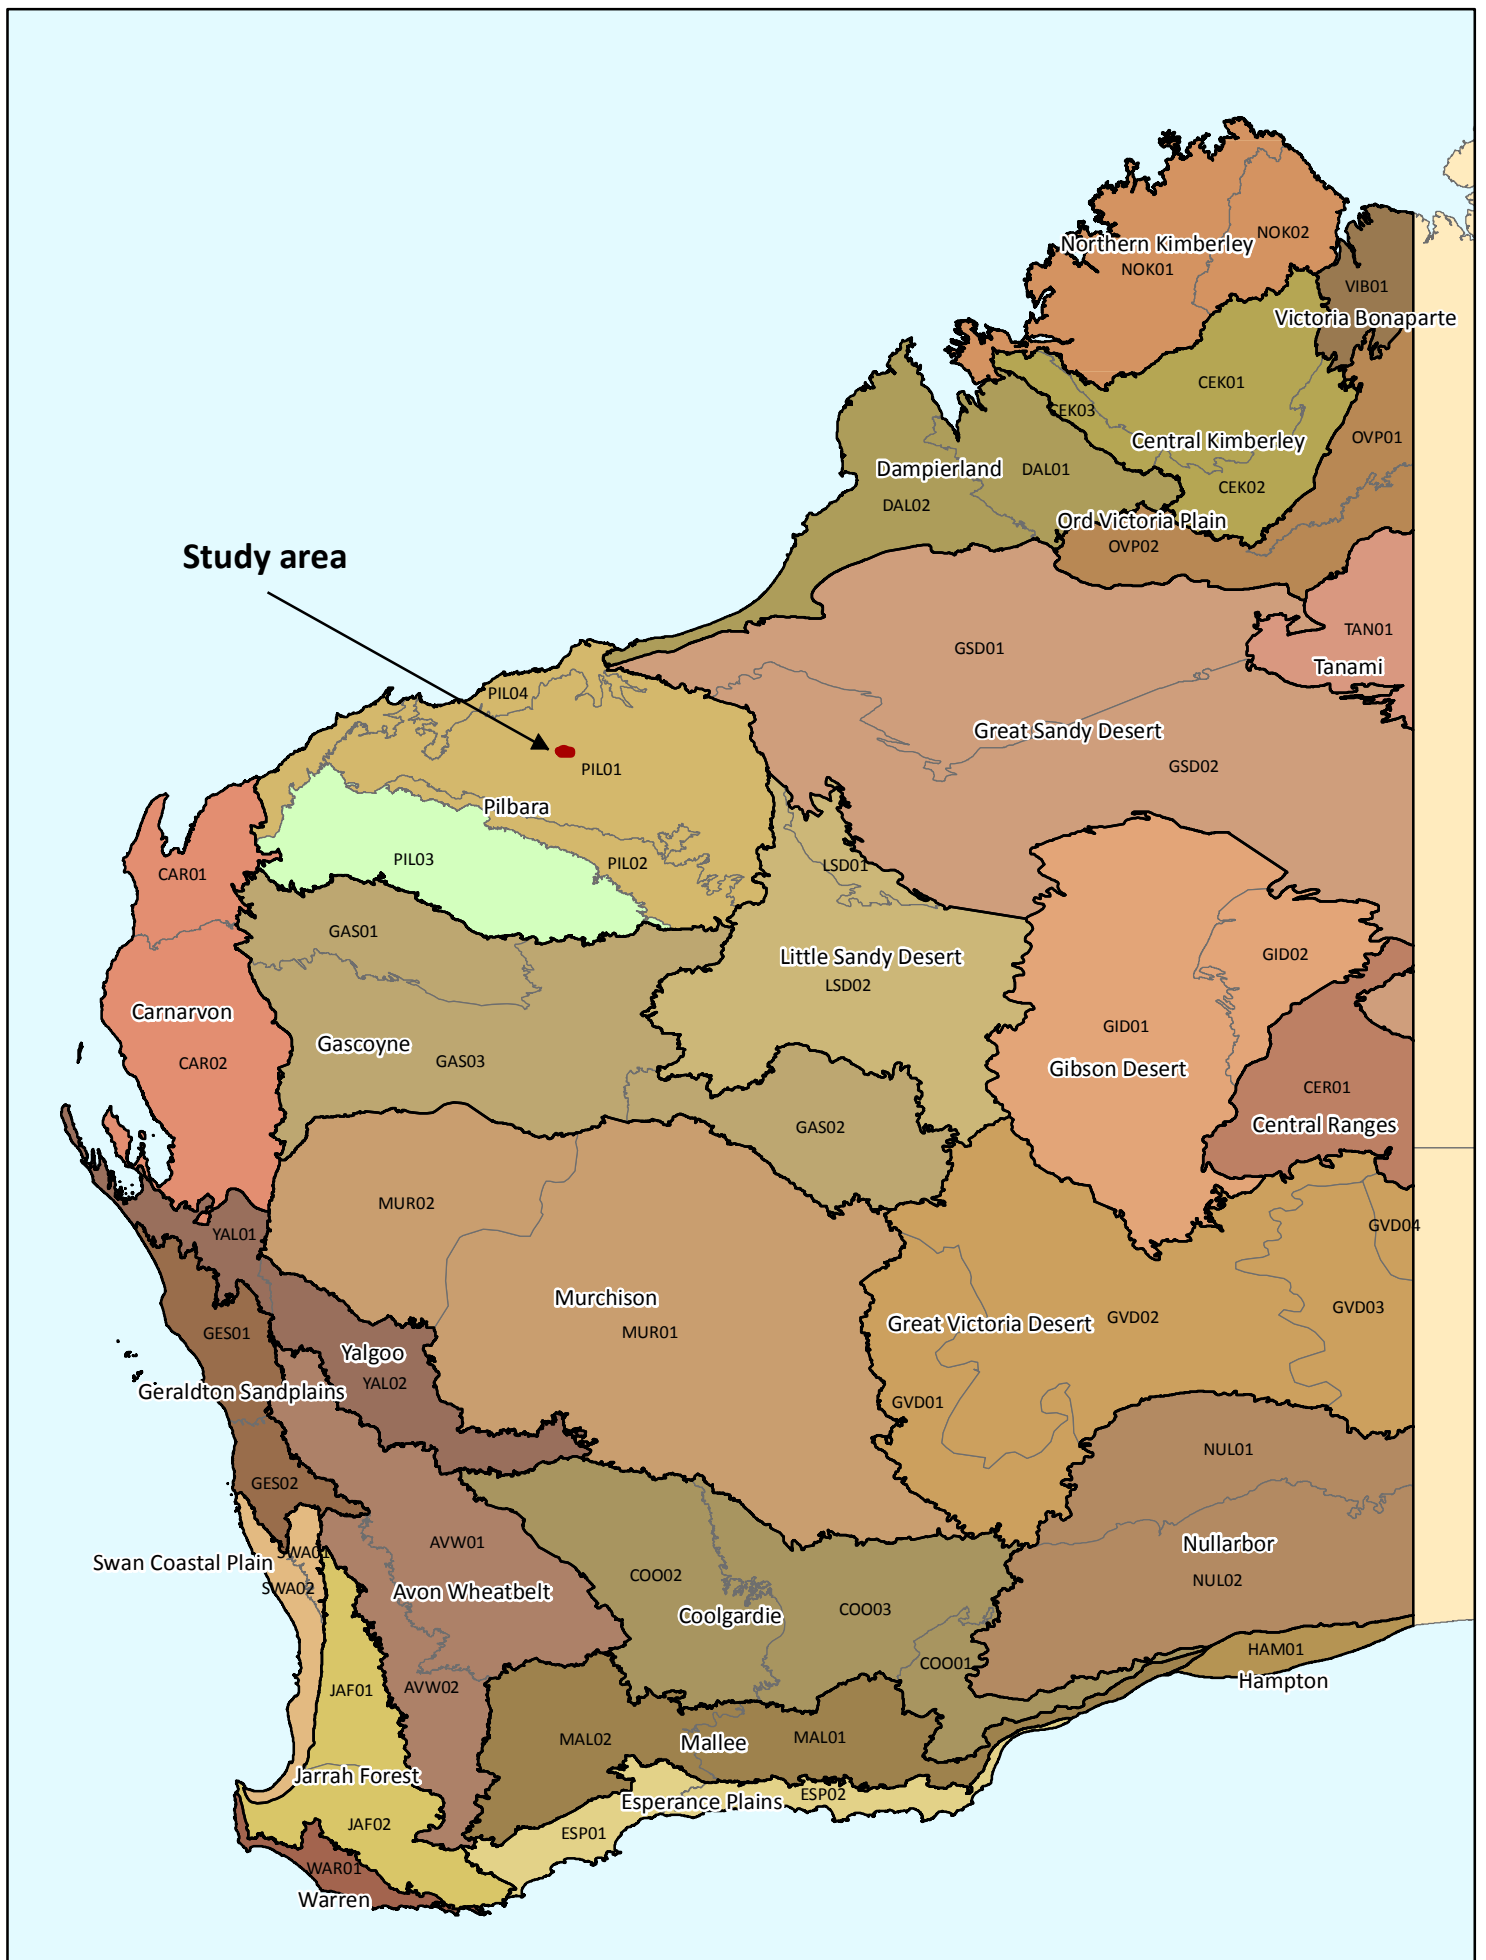 NOK02
Northern Kimberley
NOK01
VIB01
Victoria Bonaparte
CEK01
CEK03
OVP01
Central Kimberley
Dampierland
DAL01
CEK02
DAL02
Ord Victoria Plain
OVP02
Study area
TAN01
GSD01
Tanami
PIL04
Great Sandy Desert
GSD02
PIL01
Pilbara
PIL03
PIL02
LSD01
CAR01
GAS01
GID02
Little Sandy Desert
LSD02
Carnarvon
GID01
Gascoyne
GAS03
CAR02
Gibson Desert
CER01
Central Ranges
GAS02
MUR02
GVD04
YAL01
Murchison
GVD03
GVD02
Great Victoria Desert
GES01
MUR01
Yalgoo
YAL02
Geraldton Sandplains
GVD01
NUL01
GES02
AVW01
Nullarbor
SWA01
Swan Coastal Plain
COO02
NUL02
SWA02
Avon Wheatbelt
COO03
Coolgardie
HAM01
COO01
Hampton
AVW02
JAF01
MAL01
MAL02
Mallee
Jarrah Forest
ESP02
Esperance Plains
JAF02
ESP01
WAR01
Warren